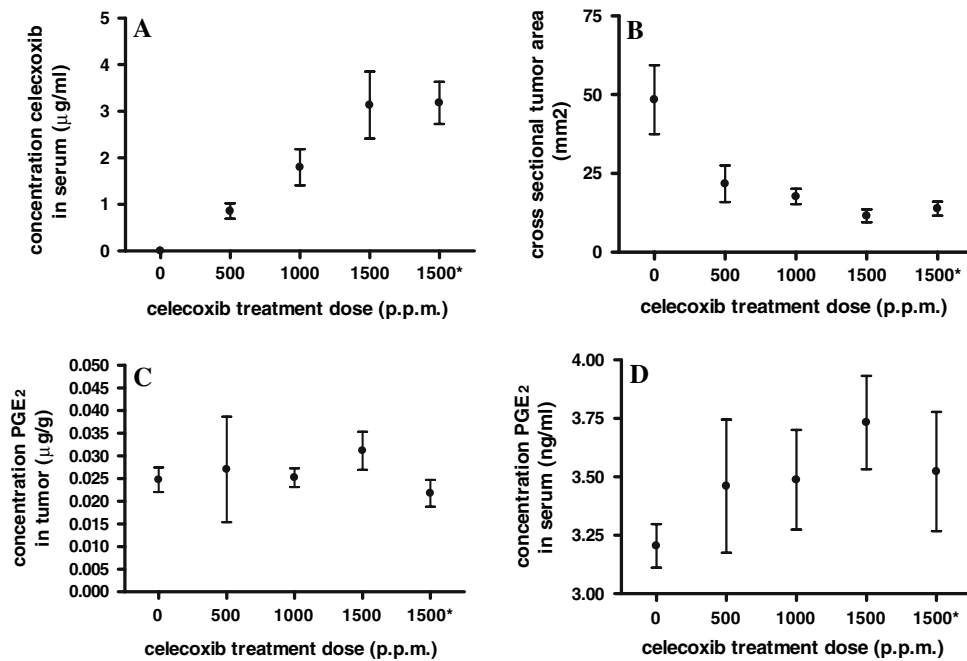 A
concentration celecxoxib
in serum (µg/ml)
5
4
3
2
1
0
0 500 1000 1500 1500*
celecoxib treatment dose (p.p.m.)
B
cross sectional tumor area
(mm2)
75
50
25
0
0 500 1000 1500 1500*
celecoxib treatment dose (p.p.m.)
C
concentration PGE2
in tumor (µg/g)
0.050
0.045
0.040
0.035
0.030
0.025
0.020
0.015
0.010
0.005
0.000
0 500 1000 1500 1500*
celecoxib treatment dose (p.p.m.)
D
concentration PGE2
in serum (ng/ml)
4.00
3.75
3.50
3.25
3.00
0 500 1000 1500 1500*
celecoxib treatment dose (p.p.m.)